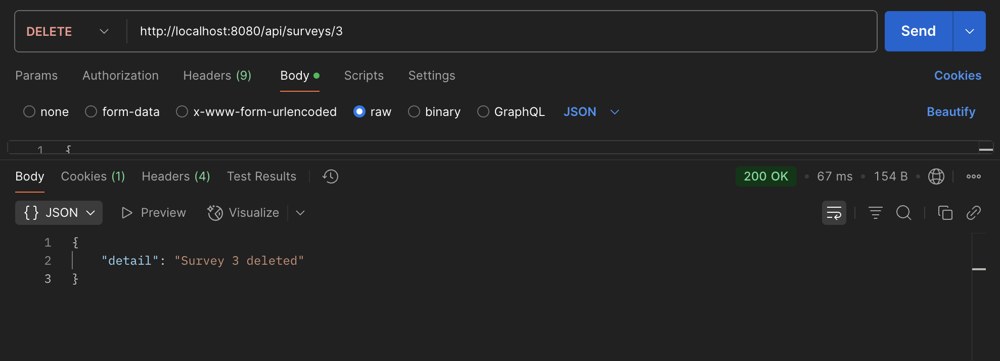 DELETE http://localhost:8080/api/surveys/3 Send
Params Authorization Headers (9) Body Scripts Settings Cookies
none form-data x-www-form-urlencoded raw binary GraphQL JSON Beautify
1 {
Body Cookies (1) Headers (4) Test Results 200 OK • 67 ms • 154 B •
{} JSON Preview Visualize
1 {
2 "detail": "Survey 3 deleted"
3 }